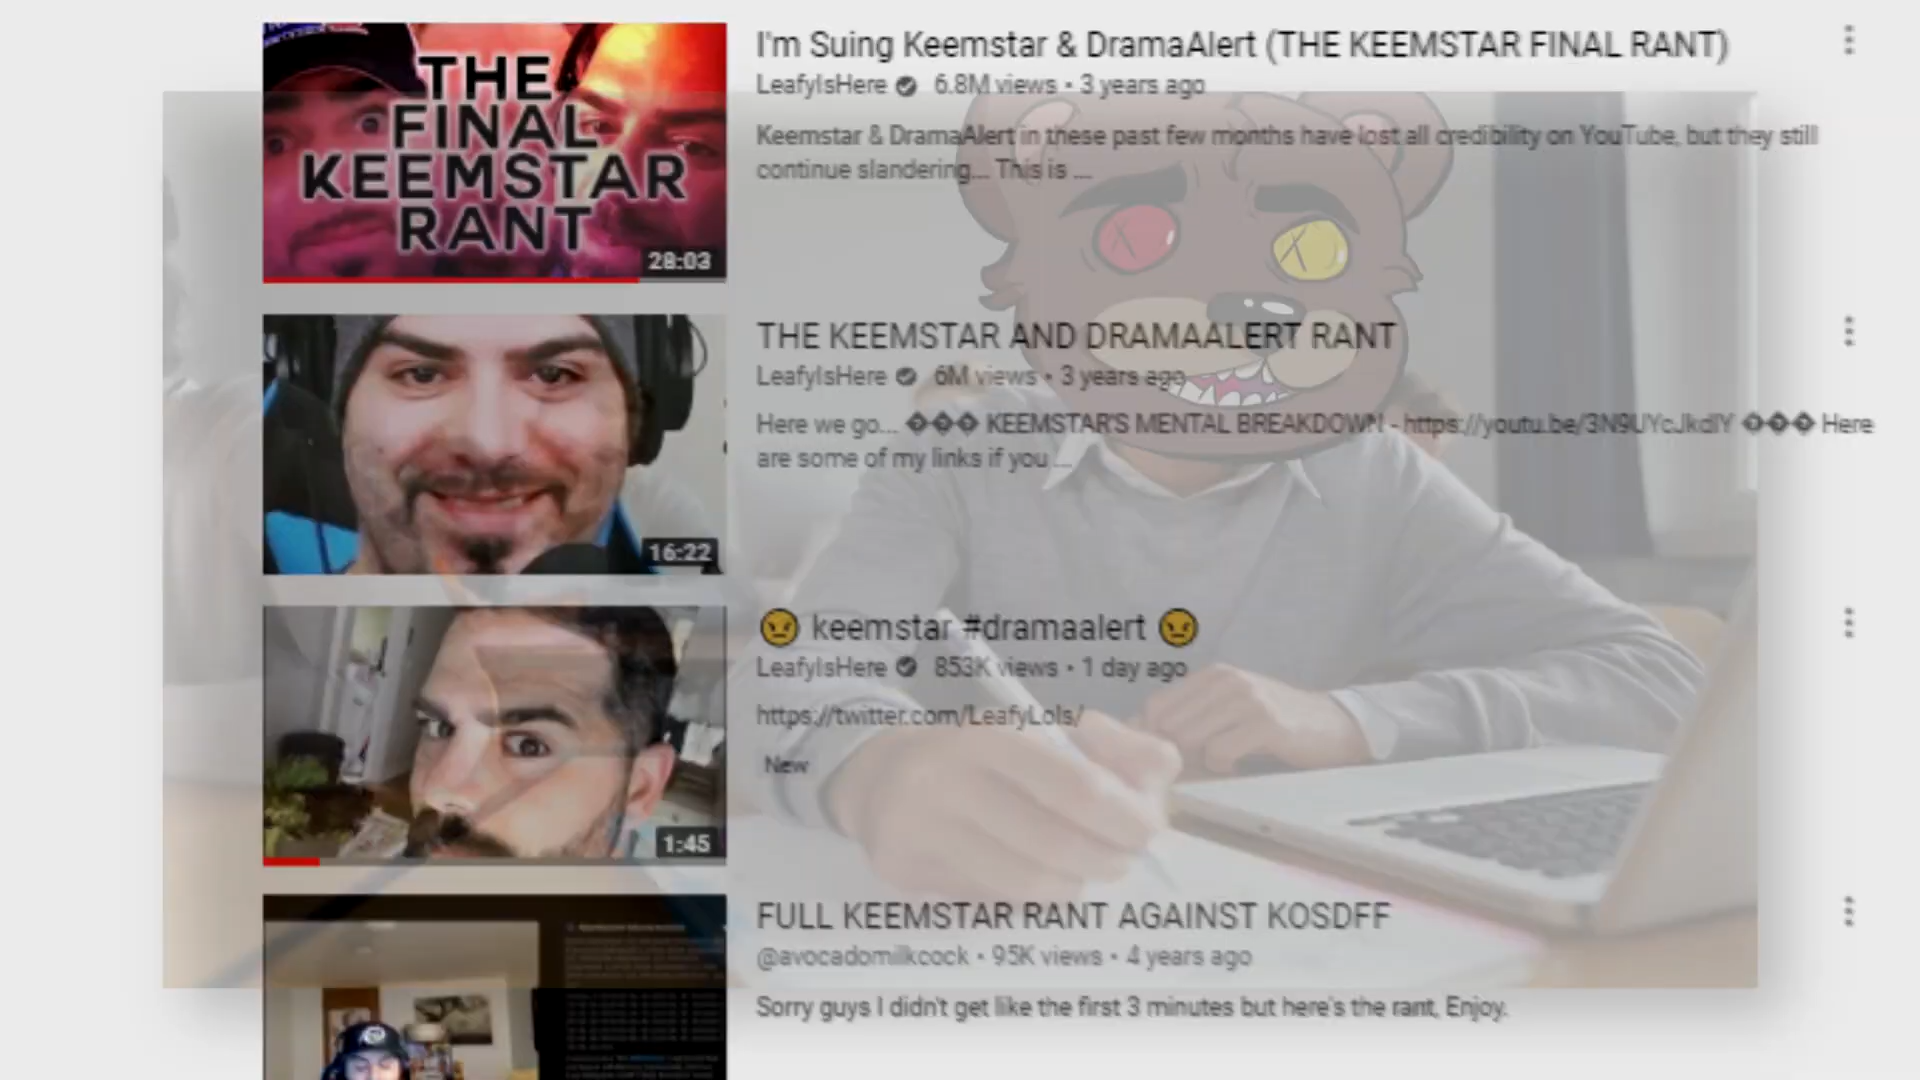 THE
FINAL
KEEMSTAR
RANT
28:03
I'm Suing Keemstar & DramaAlert (THE KEEMSTAR FINAL RANT)
LeafyIsHere 6.8M views • 3 years ago
Keemstar & DramaAlert in these past few months have lost all credibility on YouTube, but they still
continue slandering... This is ...
16:22
THE KEEMSTAR AND DRAMAALERT RANT
LeafyIsHere 6M views • 3 years ago
Here we go... ��� KEEMSTAR'S MENTAL BREAKDOWN - https://youtu.be/3N9UYcJkdlY ��� Here
are some of my links if you ...
1:45
😠 keemstar #dramaalert 😠
LeafyIsHere 853K views • 1 day ago
https://twitter.com/LeafyLols/
New
FULL KEEMSTAR RANT AGAINST KOSDFF
@avocadomilkcock • 95K views • 4 years ago
Sorry guys I didn't get like the first 3 minutes but here's the rant, Enjoy.